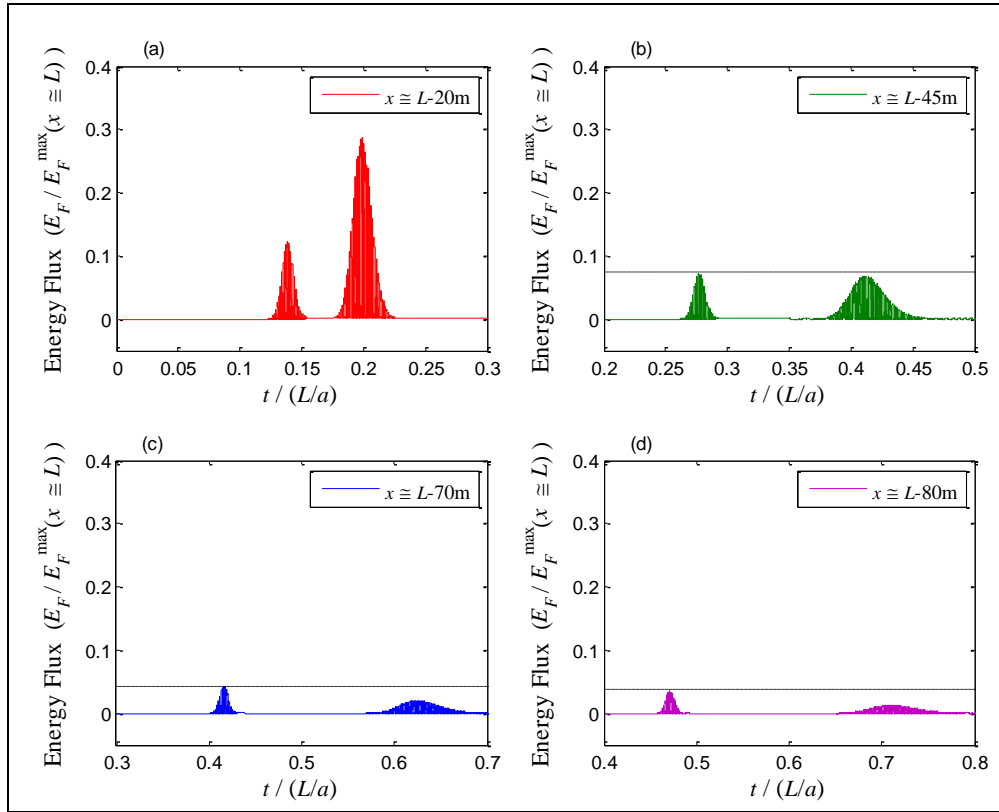 (a)
x ≅ L-20m
Energy Flux (E_F / E_F^max (x ≅ L) )
0.4
0.3
0.2
0.1
0
0 0.05 0.1 0.15 0.2 0.25 0.3
t / (L/a)
(b)
x ≅ L-45m
Energy Flux (E_F / E_F^max (x ≅ L) )
0.4
0.3
0.2
0.1
0
0.2 0.25 0.3 0.35 0.4 0.45 0.5
t / (L/a)
(c)
x ≅ L-70m
Energy Flux (E_F / E_F^max (x ≅ L) )
0.4
0.3
0.2
0.1
0
0.3 0.4 0.5 0.6 0.7
t / (L/a)
(d)
x ≅ L-80m
Energy Flux (E_F / E_F^max (x ≅ L) )
0.4
0.3
0.2
0.1
0
0.4 0.5 0.6 0.7 0.8
t / (L/a)